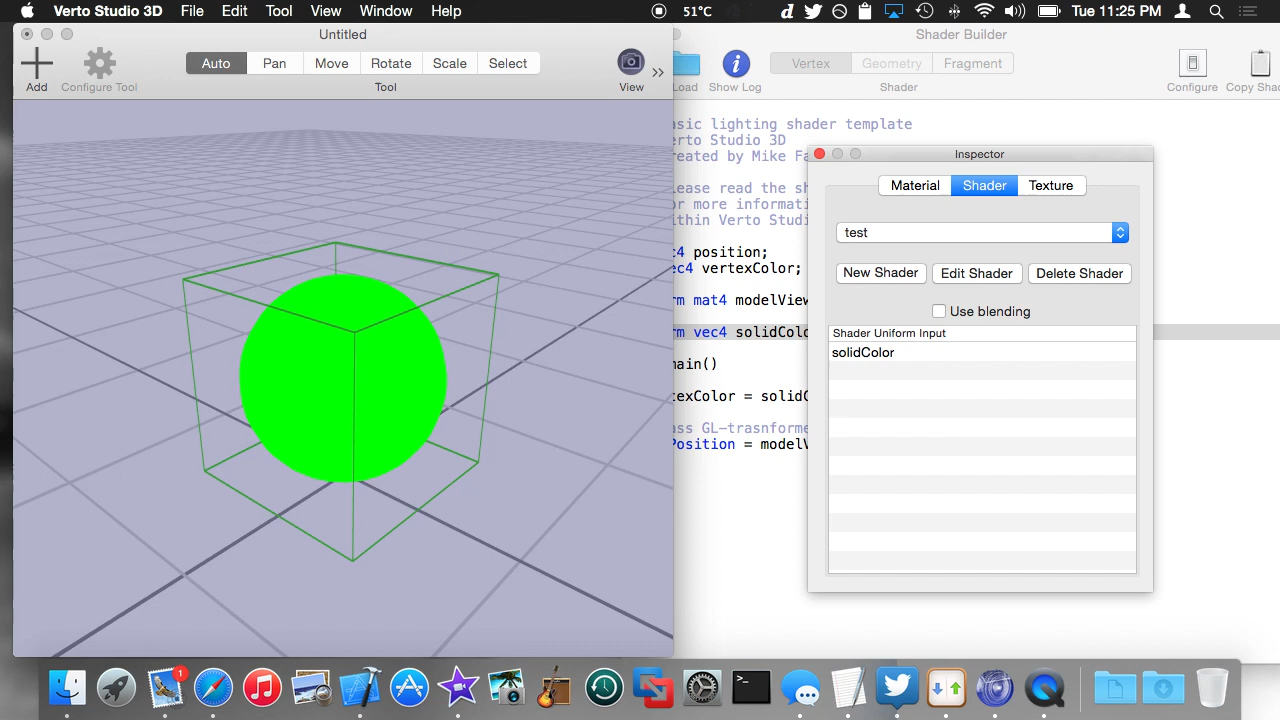 Verto Studio 3D File Edit Tool View Window Help 51°C Tue 11:25 PM
Untitled
Auto Pan Move Rotate Scale Select
Add Configure Tool Tool View
Shader Builder
Vertex Geometry Fragment
Load Show Log Shader Configure Copy Shad
asic lighting shader template
erto Studio 3D
reated by Mike Fa
lease read the sh
or more informati
ithin Verto Studi
c4 position;
ec4 vertexColor;
rm mat4 modelView
rm vec4 solidColo
main()
texColor = solidC
ass GL-trasnforme
Position = modelV
Inspector
Material Shader Texture
test
New Shader Edit Shader Delete Shader
Use blending
Shader Uniform Input
solidColor
1